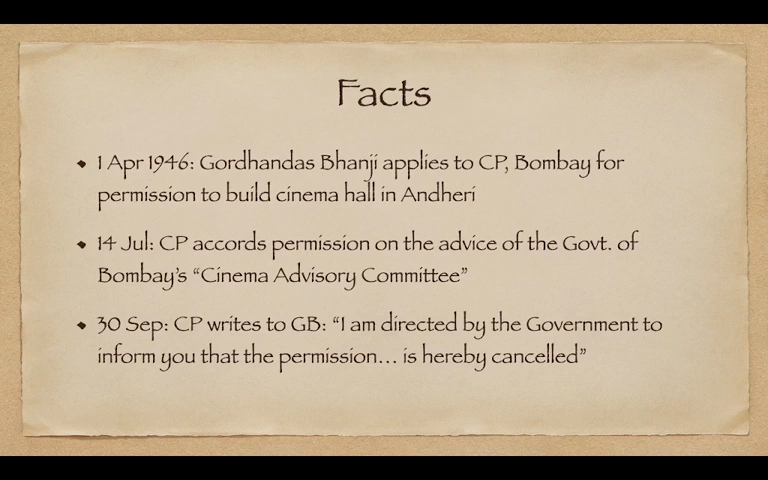 Facts
• 1 Apr 1946: Gordhandas Bhanji applies to CP, Bombay for
permission to build cinema hall in Andheri
• 14 Jul: CP accords permission on the advice of the Govt. of
Bombay's “Cinema Advisory Committee”
• 30 Sep: CP writes to GB: “I am directed by the Government to
inform you that the permission... is hereby cancelled”